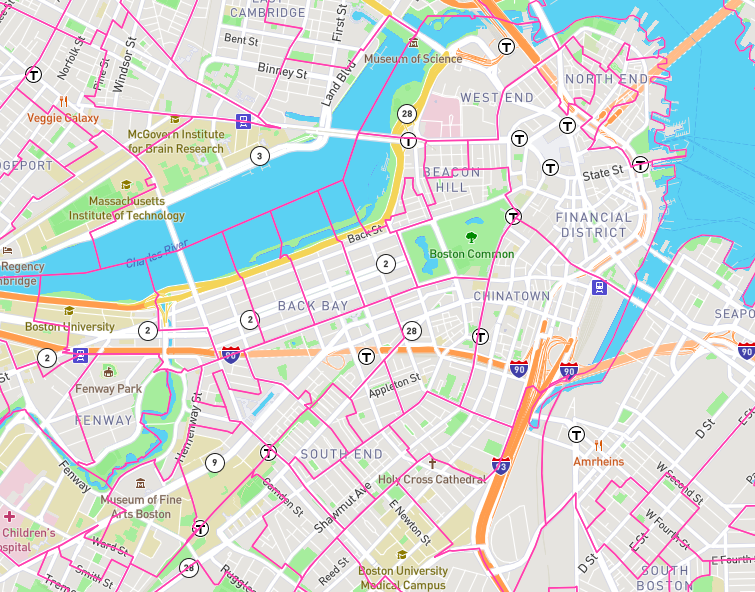 EAST
CAMBRIDGE
First St
Bent St
Binney St
Norfolk St
Pine St
Windsor St
Land Blvd
Museum of Science
NORTH END
WEST END
Veggie Galaxy
McGovern Institute
for Brain Research
28
3
DGEPORT
BEACON
HILL
State St
Massachusetts
Institute of Technology
FINANCIAL
DISTRICT
Charles River
Back St
Boston Common
Regency
nbridge
2
BACK BAY
CHINATOWN
SEAPO
Boston University
2
2
28
90
90
90
90
2
Fenway Park
Appleton St
FENWAY
Hemenway St
D St
E St
SOUTH END
9
Amrheins
Fenway
Holy Cross Cathedral
93
W Second St
Museum of Fine
Arts Boston
Camden St
Shawmut Ave
E Newton St
W Fourth St
Children's
ospital
Ward St
E St
E Fourth
28
Smith St
Tremo
Ruggles
Reed St
Boston University
Medical Campus
D St
SOUTH
BOSTON
T
T
T
T
T
T
T
T
T
T
T
T
T